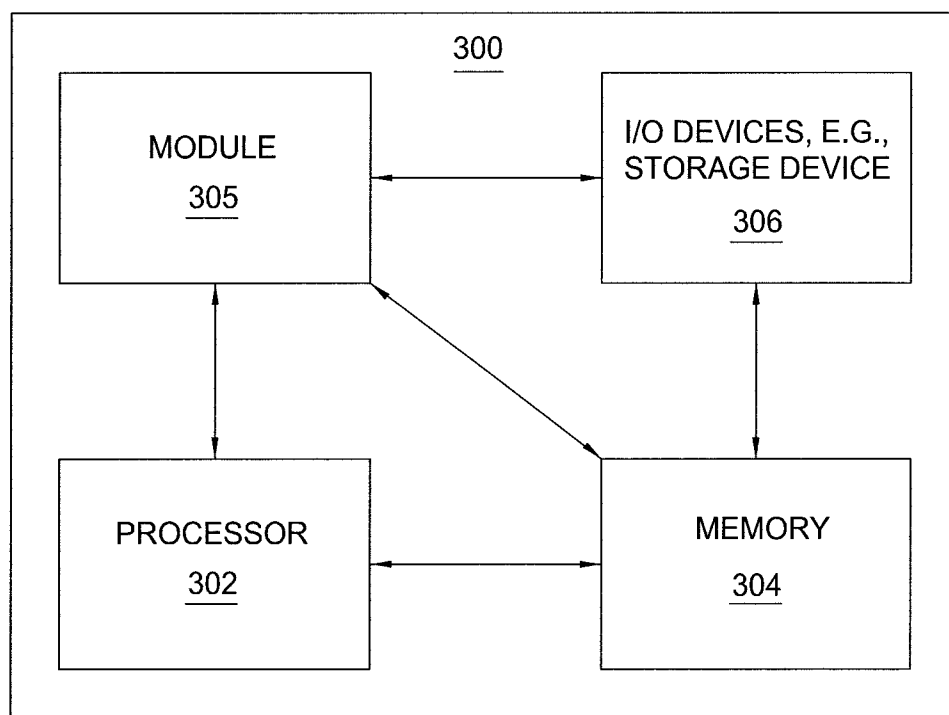 300
MODULE
305
I/O DEVICES, E.G.,
STORAGE DEVICE
306
PROCESSOR
302
MEMORY
304